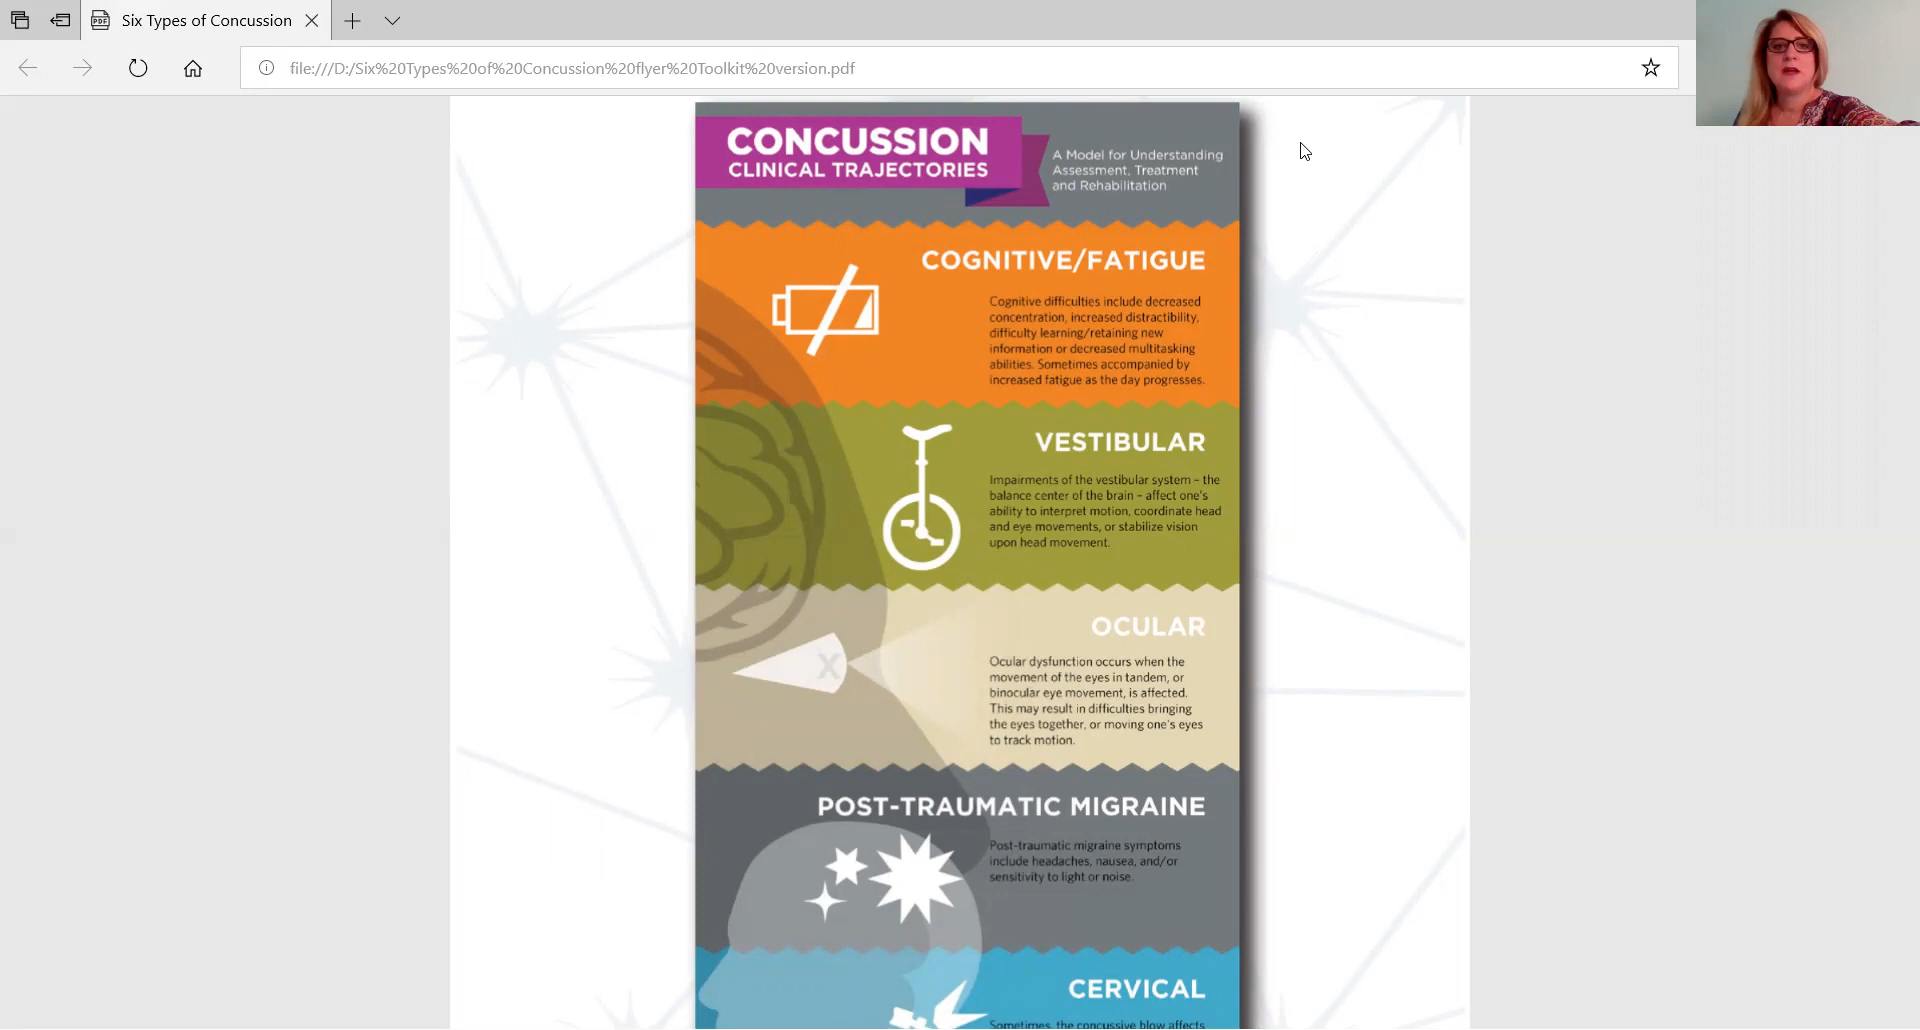 Six Types of Concussion
file:///D:/Six%20Types%20of%20Concussion%20flyer%20Toolkit%20version.pdf
CONCUSSION
CLINICAL TRAJECTORIES
A Model for Understanding
Assessment, Treatment
and Rehabilitation
COGNITIVE/FATIGUE
Cognitive difficulties include decreased
concentration, increased distractibility,
difficulty learning/retaining new
information or decreased multitasking
abilities. Sometimes accompanied by
increased fatigue as the day progresses.
VESTIBULAR
Impairments of the vestibular system – the
balance center of the brain – affect one's
ability to interpret motion, coordinate head
and eye movements, or stabilize vision
upon head movement.
OCULAR
X
Ocular dysfunction occurs when the
movement of the eyes in tandem, or
binocular eye movement, is affected.
This may result in difficulties bringing
the eyes together, or moving one's eyes
to track motion.
POST-TRAUMATIC MIGRAINE
Post-traumatic migraine symptoms
include headaches, nausea, and/or
sensitivity to light or noise.
CERVICAL
Sometimes, the concussive blow affects